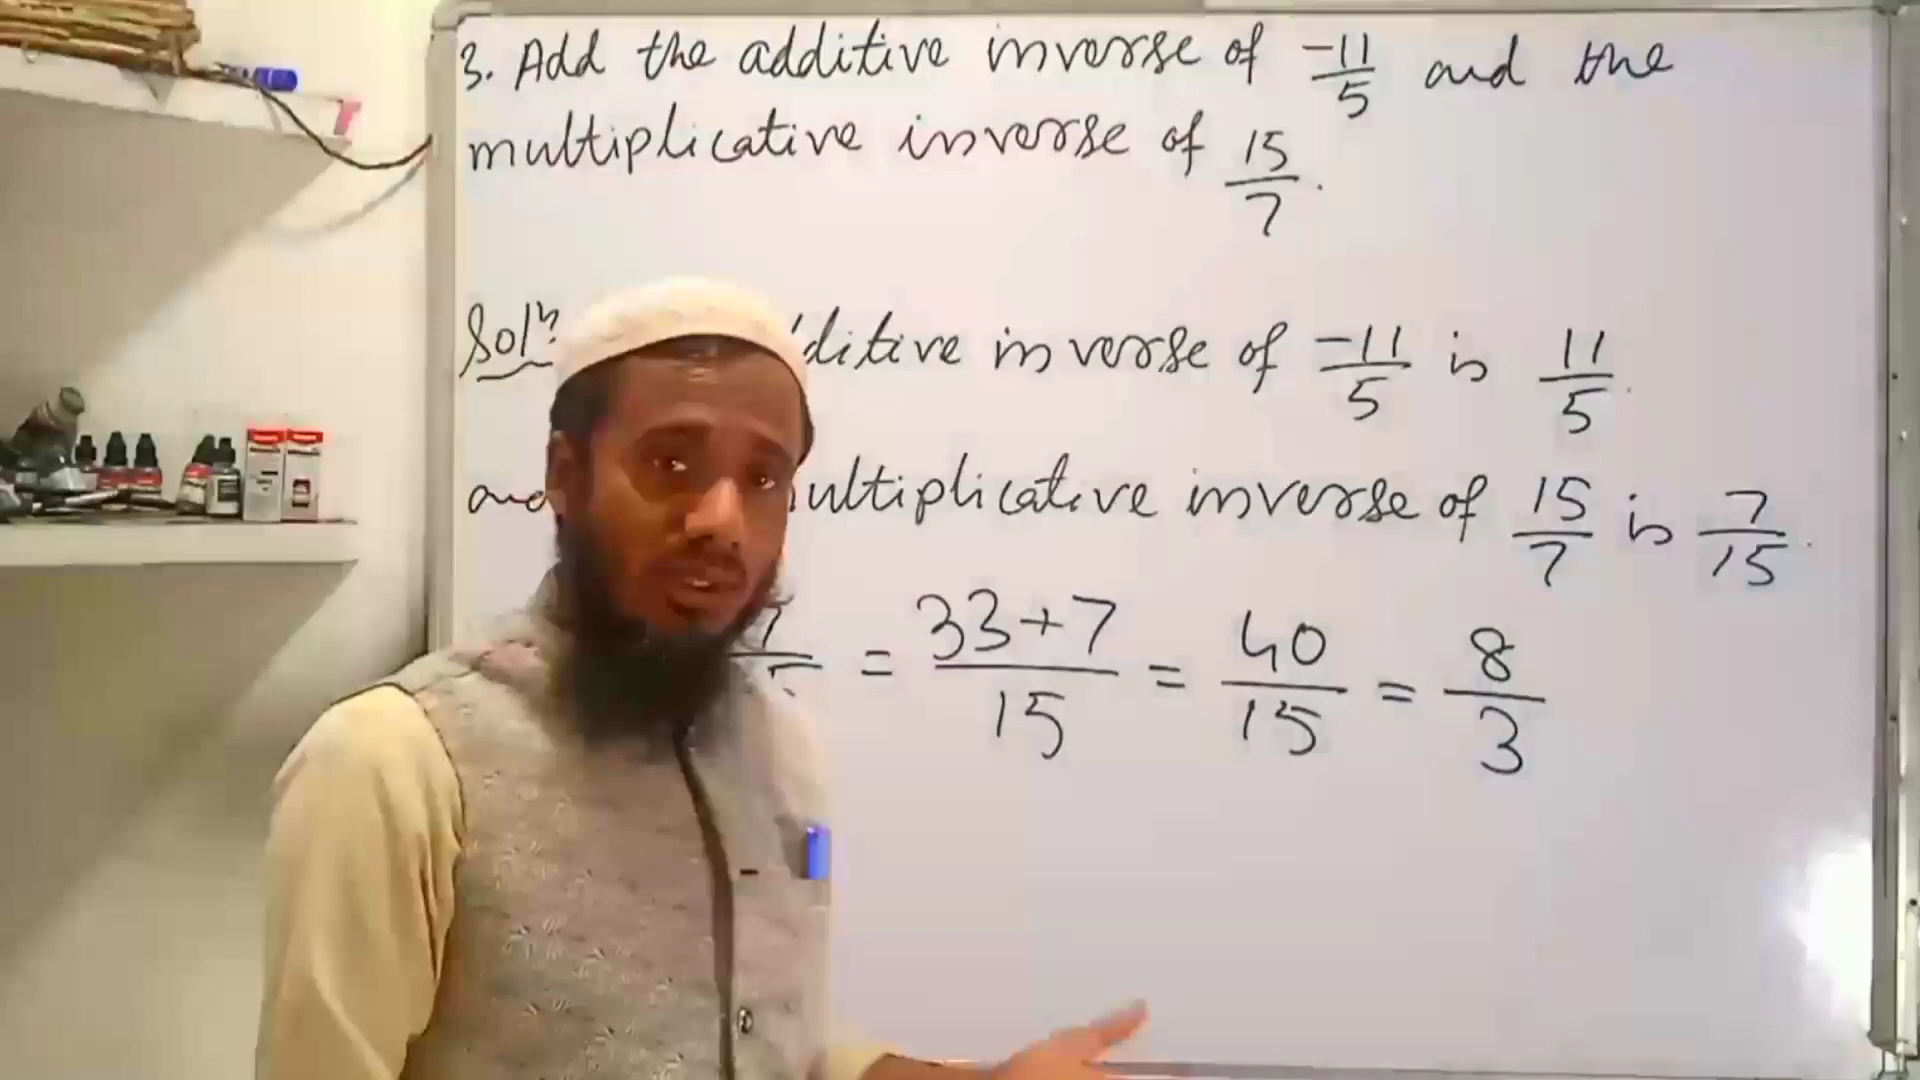 3. Add the additive inverse of -11/5 and the
multiplicative inverse of 15/7.
Soln: ditive inverse of -11/5 is 11/5.
and ultiplicative inverse of 15/7 is 7/15.
7 = 33+7/15 = 40/15 = 8/3